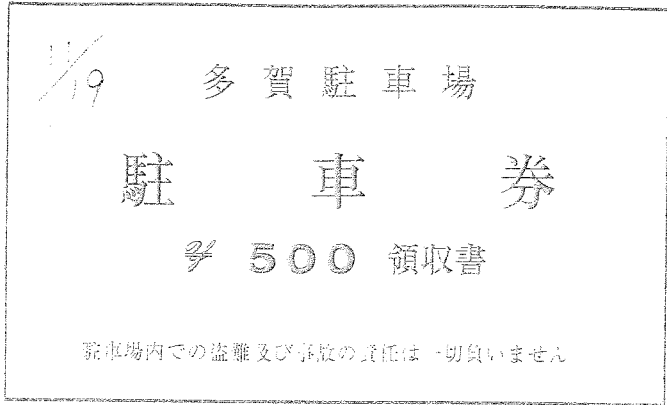 11/19
多賀駐車場
駐車券
¥ 500 領収書
駐車場内での盗難及び事故の責任は一切負いません